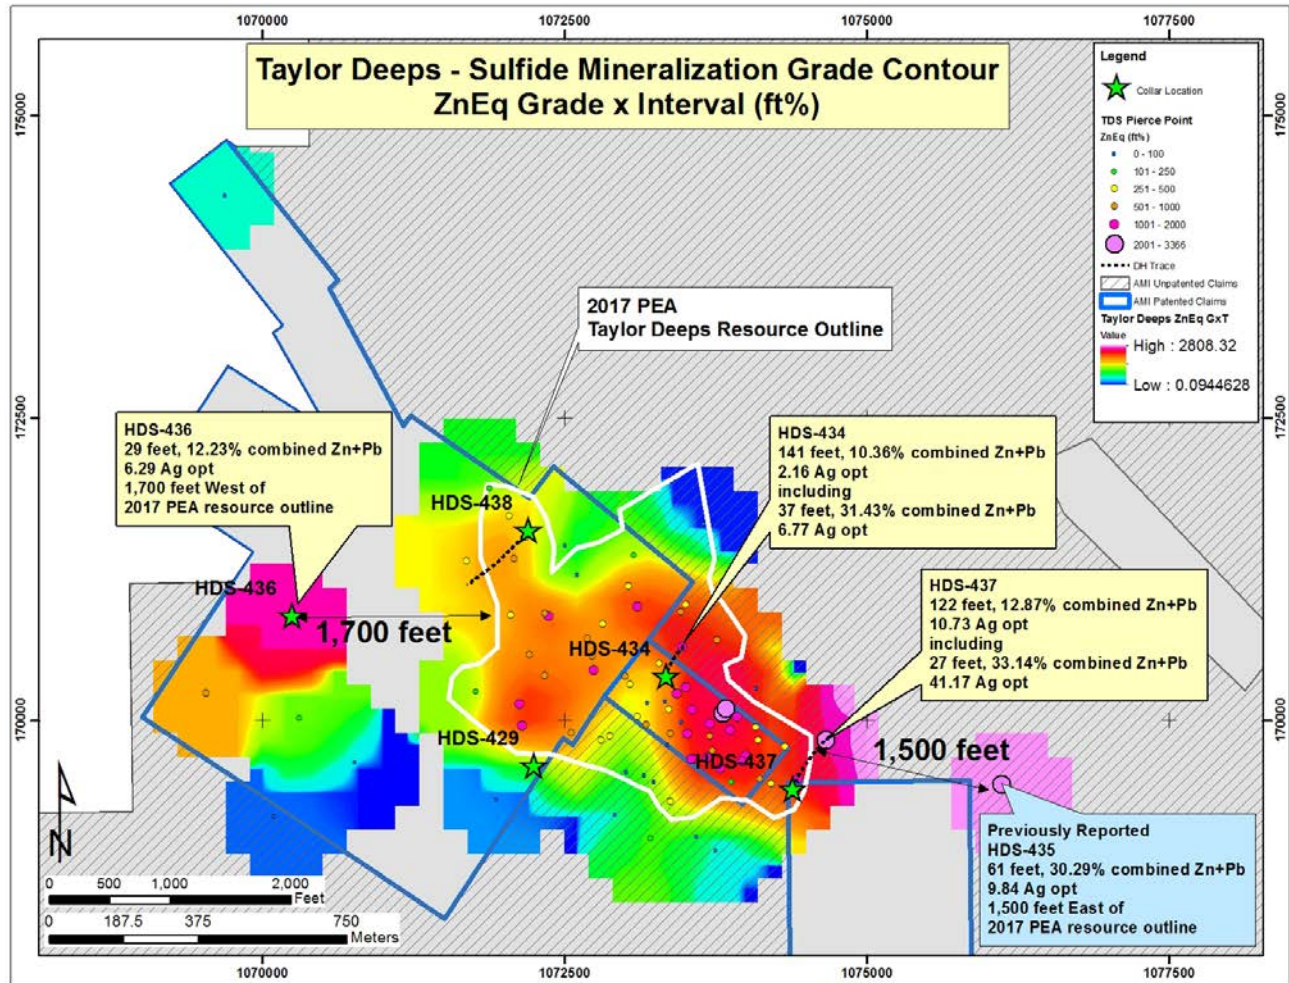 1070000
1072500
1075000
1077500
Taylor Deeps - Sulfide Mineralization Grade Contour
ZnEq Grade x Interval (ft%)
Legend
Collar Location
TDS Pierce Point
ZnEq (ft%)
0 - 100
101 - 250
251 - 500
501 - 1000
1001 - 2000
2001 - 3366
DH Trace
AMI Unpatented Claims
AMI Patented Claims
Taylor Deeps ZnEq GxT
Value
High : 2808.32
Low : 0.0944628
175000
175000
2017 PEA
Taylor Deeps Resource Outline
172500
172500
HDS-436
29 feet, 12.23% combined Zn+Pb
6.29 Ag opt
1,700 feet West of
2017 PEA resource outline
HDS-434
141 feet, 10.36% combined Zn+Pb
2.16 Ag opt
including
37 feet, 31.43% combined Zn+Pb
6.77 Ag opt
HDS-438
HDS-436
1,700 feet
HDS-434
HDS-437
122 feet, 12.87% combined Zn+Pb
10.73 Ag opt
including
27 feet, 33.14% combined Zn+Pb
41.17 Ag opt
170000
170000
HDS-429
HDS-437
1,500 feet
Previously Reported
HDS-435
61 feet, 30.29% combined Zn+Pb
9.84 Ag opt
1,500 feet East of
2017 PEA resource outline
N
0 500 1,000 2,000
Feet
0 187.5 375 750
Meters
1070000
1072500
1075000
1077500